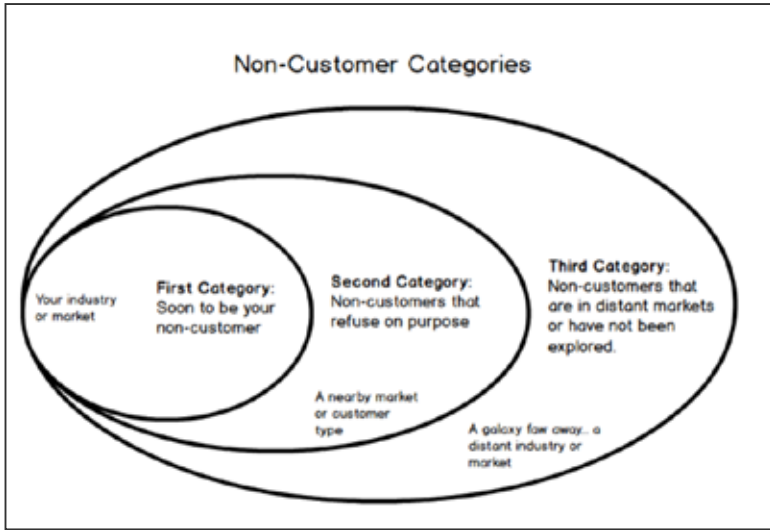 Non-Customer Categories
Your industry
or market
First Category:
Soon to be your
non-customer
Second Category:
Non-customers that
refuse on purpose
Third Category:
Non-customers that
are in distant markets
or have not been
explored.
A nearby market
or customer
type
A galaxy faw away.. a
distant industry or
market